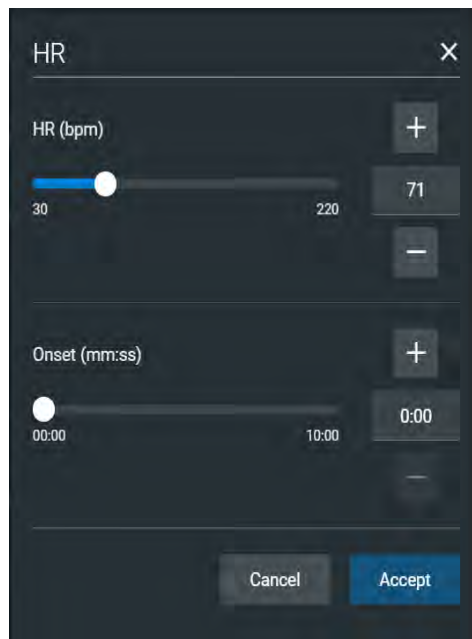 HR
HR (bpm)
71
30 220
Onset (mm:ss)
0:00
00:00 10:00
Cancel Accept